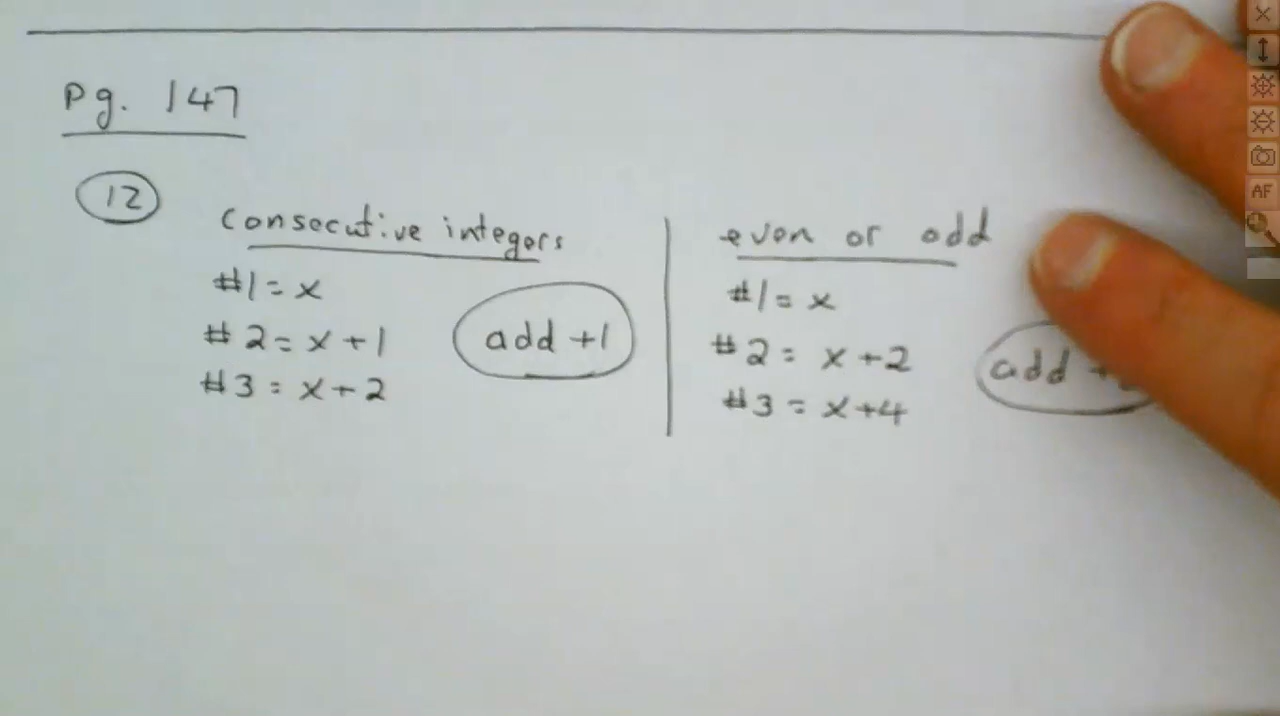 pg. 147
12
consecutive integers
#1 = x
#2 = x + 1
#3 = x + 2
add +1
even or odd
#1 = x
#2 = x + 2
#3 = x + 4
add
AF